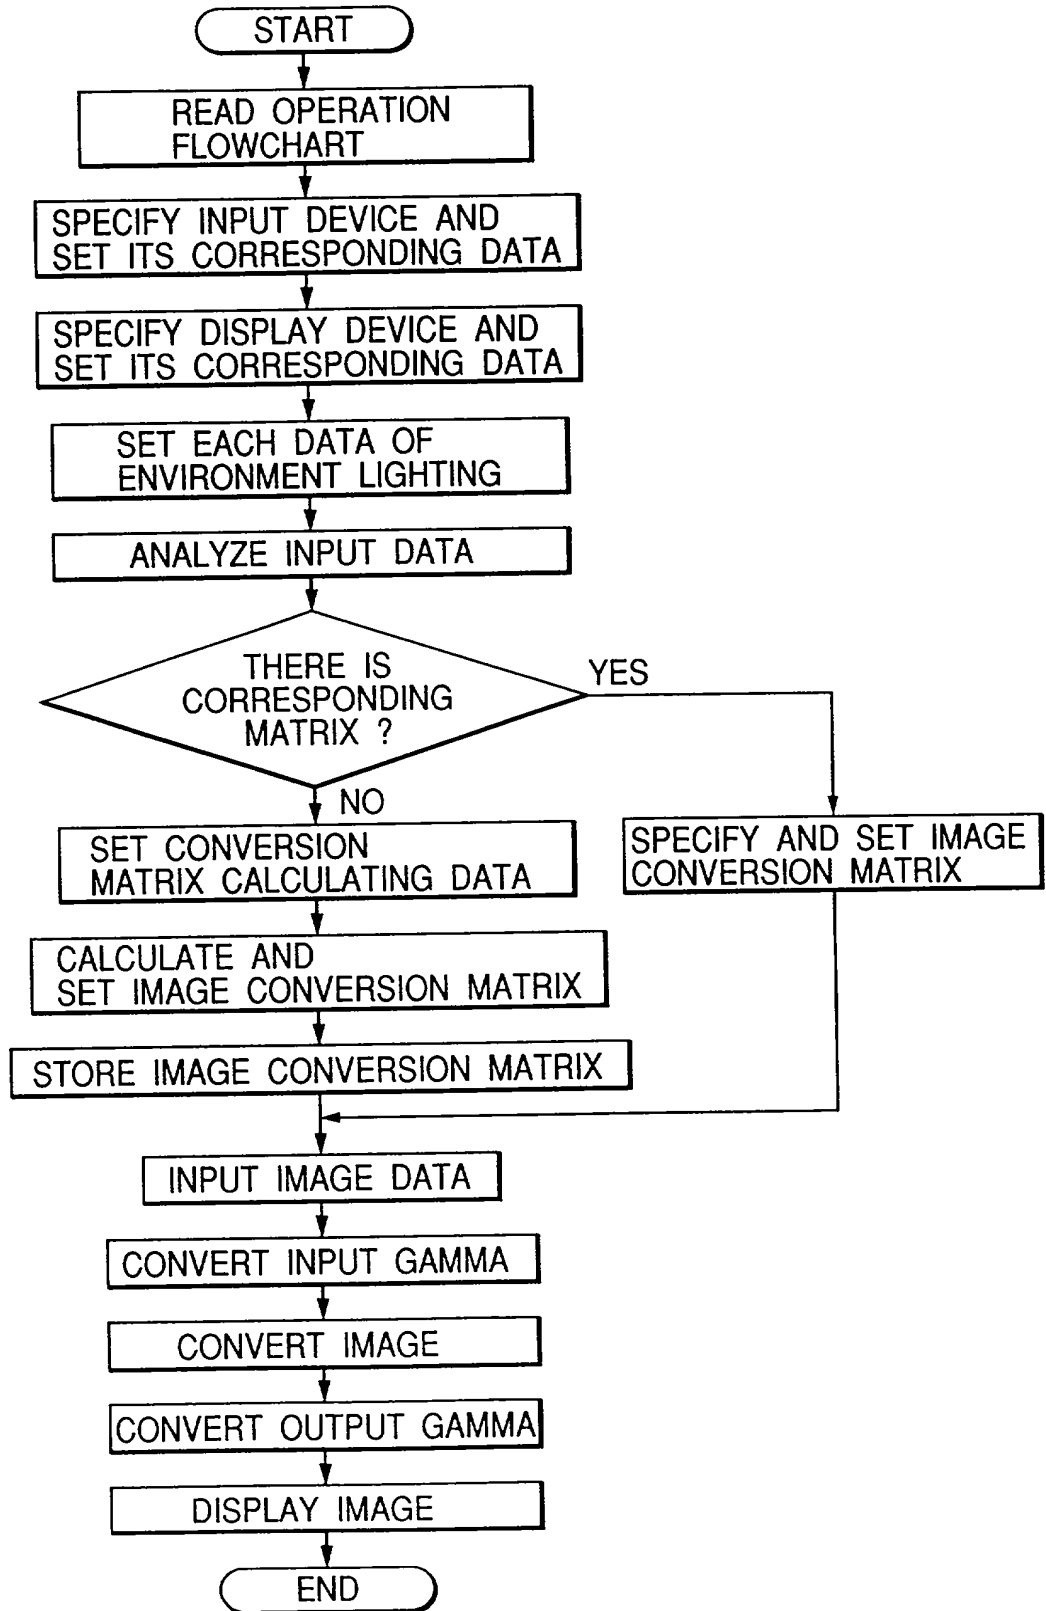 START
READ OPERATION
FLOWCHART
SPECIFY INPUT DEVICE AND
SET ITS CORRESPONDING DATA
SPECIFY DISPLAY DEVICE AND
SET ITS CORRESPONDING DATA
SET EACH DATA OF
ENVIRONMENT LIGHTING
ANALYZE INPUT DATA
THERE IS
CORRESPONDING
MATRIX ?
YES
NO
SET CONVERSION
MATRIX CALCULATING DATA
SPECIFY AND SET IMAGE
CONVERSION MATRIX
CALCULATE AND
SET IMAGE CONVERSION MATRIX
STORE IMAGE CONVERSION MATRIX
INPUT IMAGE DATA
CONVERT INPUT GAMMA
CONVERT IMAGE
CONVERT OUTPUT GAMMA
DISPLAY IMAGE
END